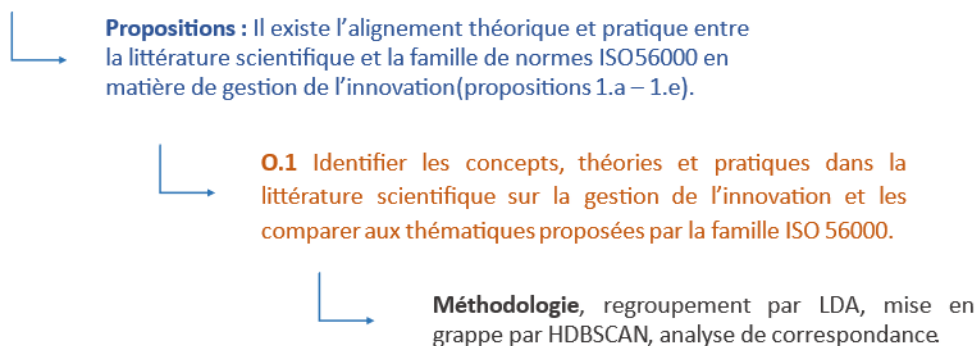 Propositions : Il existe l’alignement théorique et pratique entre
la littérature scientifique et la famille de normes ISO56000 en
matière de gestion de l’innovation(propositions 1.a – 1.e).
O.1 Identifier les concepts, théories et pratiques dans la
littérature scientifique sur la gestion de l’innovation et les
comparer aux thématiques proposées par la famille ISO 56000.
Méthodologie, regroupement par LDA, mise en
grappe par HDBSCAN, analyse de correspondance.